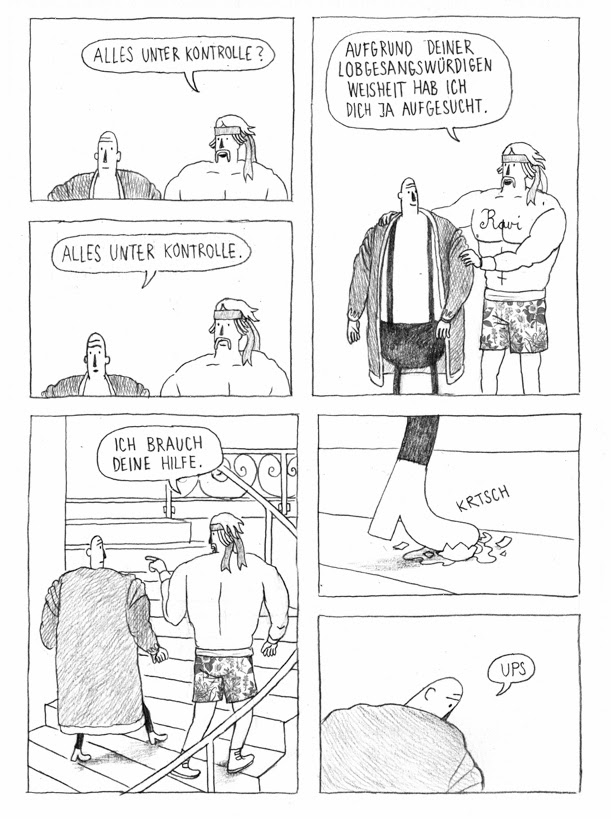 ALLES UNTER KONTROLLE?
ALLES UNTER KONTROLLE.
AUFGRUND DEINER
LOBGESANGSWÜRDIGEN
WEISHEIT HAB ICH
DICH JA AUFGESUCHT.
Ravi
ICH BRAUCH
DEINE HILFE.
KRTSCH
UPS